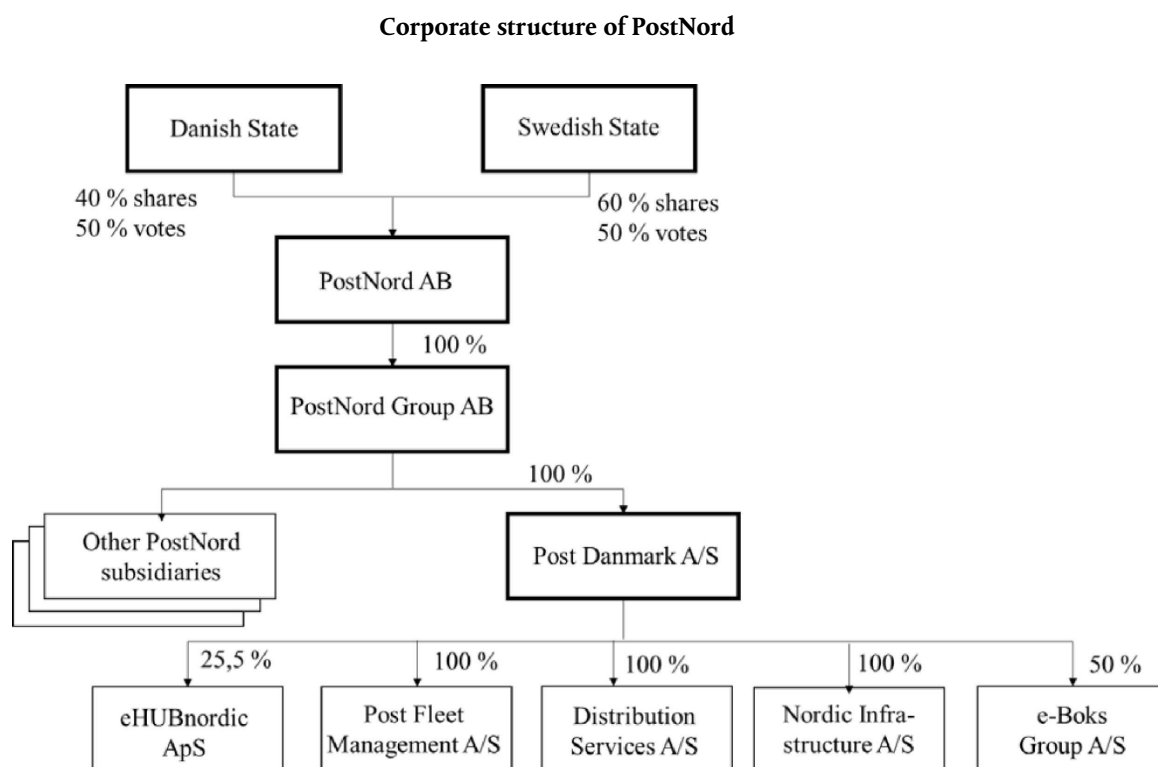 Corporate structure of PostNord
Danish State
Swedish State
40 % shares
50 % votes
60 % shares
50 % votes
PostNord AB
100 %
PostNord Group AB
100 %
Other PostNord
subsidiaries
Post Danmark A/S
25,5 %
100 %
100 %
100 %
50 %
eHUBnordic
ApS
Post Fleet
Management A/S
Distribution
Services A/S
Nordic Infra-
structure A/S
e-Boks
Group A/S